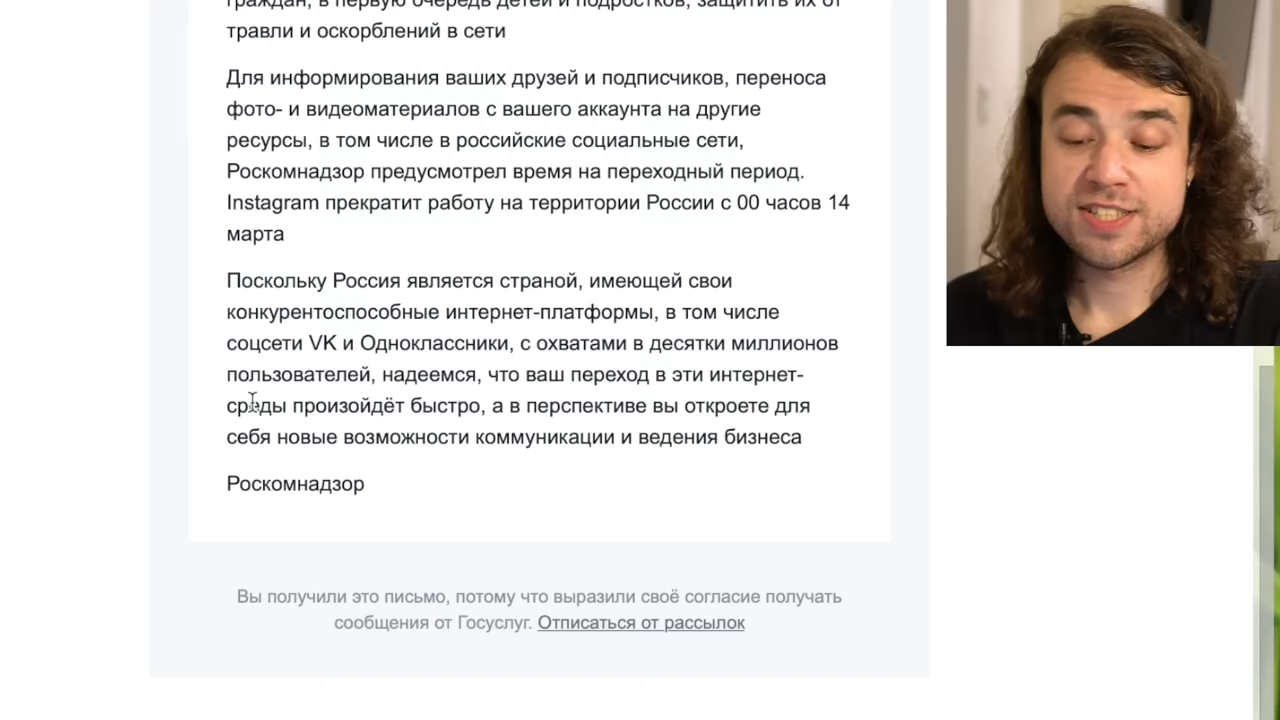 граждан, в первую очередь детей и подростков, защитить их от
травли и оскорблений в сети
Для информирования ваших друзей и подписчиков, переноса
фото- и видеоматериалов с вашего аккаунта на другие
ресурсы, в том числе в российские социальные сети,
Роскомнадзор предусмотрел время на переходный период.
Instagram прекратит работу на территории России с 00 часов 14
марта
Поскольку Россия является страной, имеющей свои
конкурентоспособные интернет-платформы, в том числе
соцсети VK и Одноклассники, с охватами в десятки миллионов
пользователей, надеемся, что ваш переход в эти интернет-
среды произойдёт быстро, а в перспективе вы откроете для
себя новые возможности коммуникации и ведения бизнеса
Роскомнадзор
Вы получили это письмо, потому что выразили своё согласие получать
сообщения от Госуслуг. Отписаться от рассылок